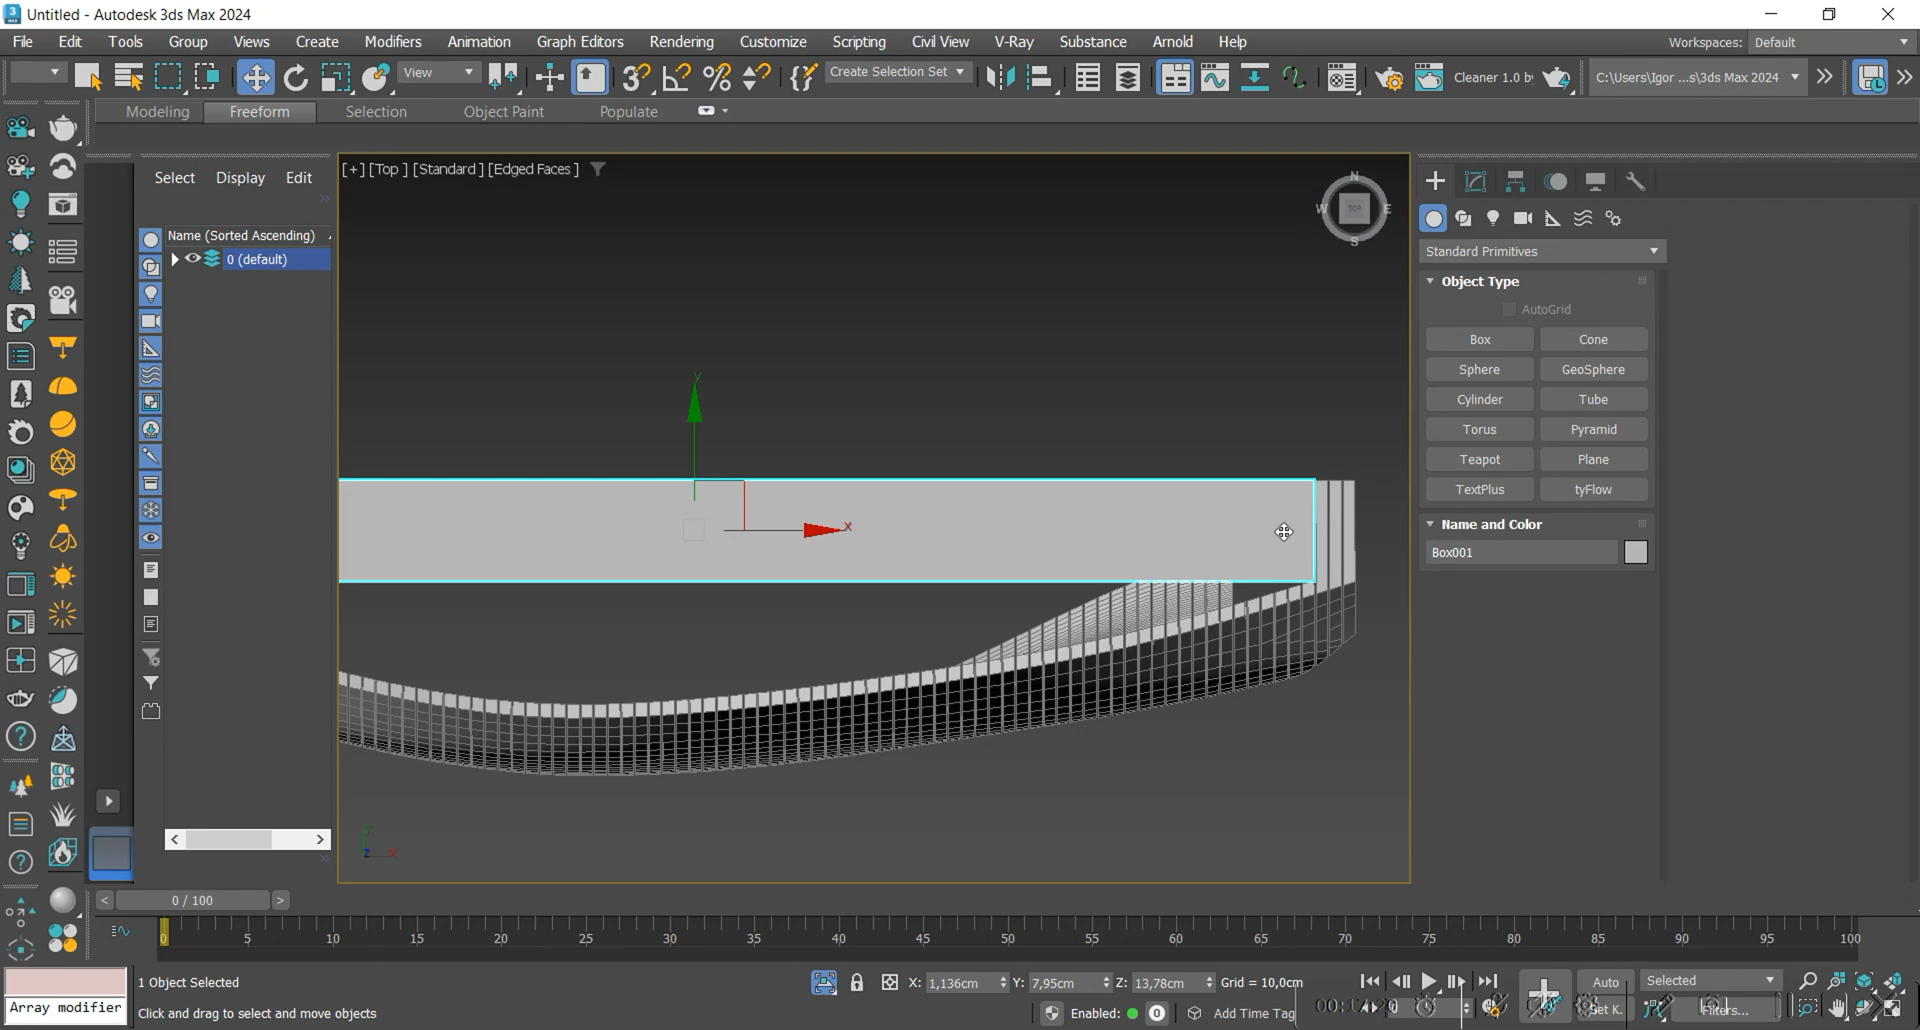 Untitled - Autodesk 3ds Max 2024
File Edit Tools Group Views Create Modifiers Animation Graph Editors Rendering Customize Scripting Civil View V-Ray Substance Arnold Help Workspaces: Default
View Create Selection Set Cleaner 1.0 by C:\Users\Igor ...s\3ds Max 2024
Modeling Freeform Selection Object Paint Populate
Select Display Edit
Name (Sorted Ascending)
0 (default)
[+] [Top ] [Standard ] [Edged Faces ]
N
W TOP E
S
y
x
y
z x
Standard Primitives
Object Type
AutoGrid
Box Cone
Sphere GeoSphere
Cylinder Tube
Torus Pyramid
Teapot Plane
TextPlus tyFlow
Name and Color
Box001
< 0 / 100 >
0 5 10 15 20 25 30 35 40 45 50 55 60 65 70 75 80 85 90 95 100
1 Object Selected X: 1,136cm Y: 7,95cm Z: 13,78cm Grid = 10,0cm Auto Selected
Array modifier Click and drag to select and move objects Enabled: 0 Add Time Tag Set K. Filters...